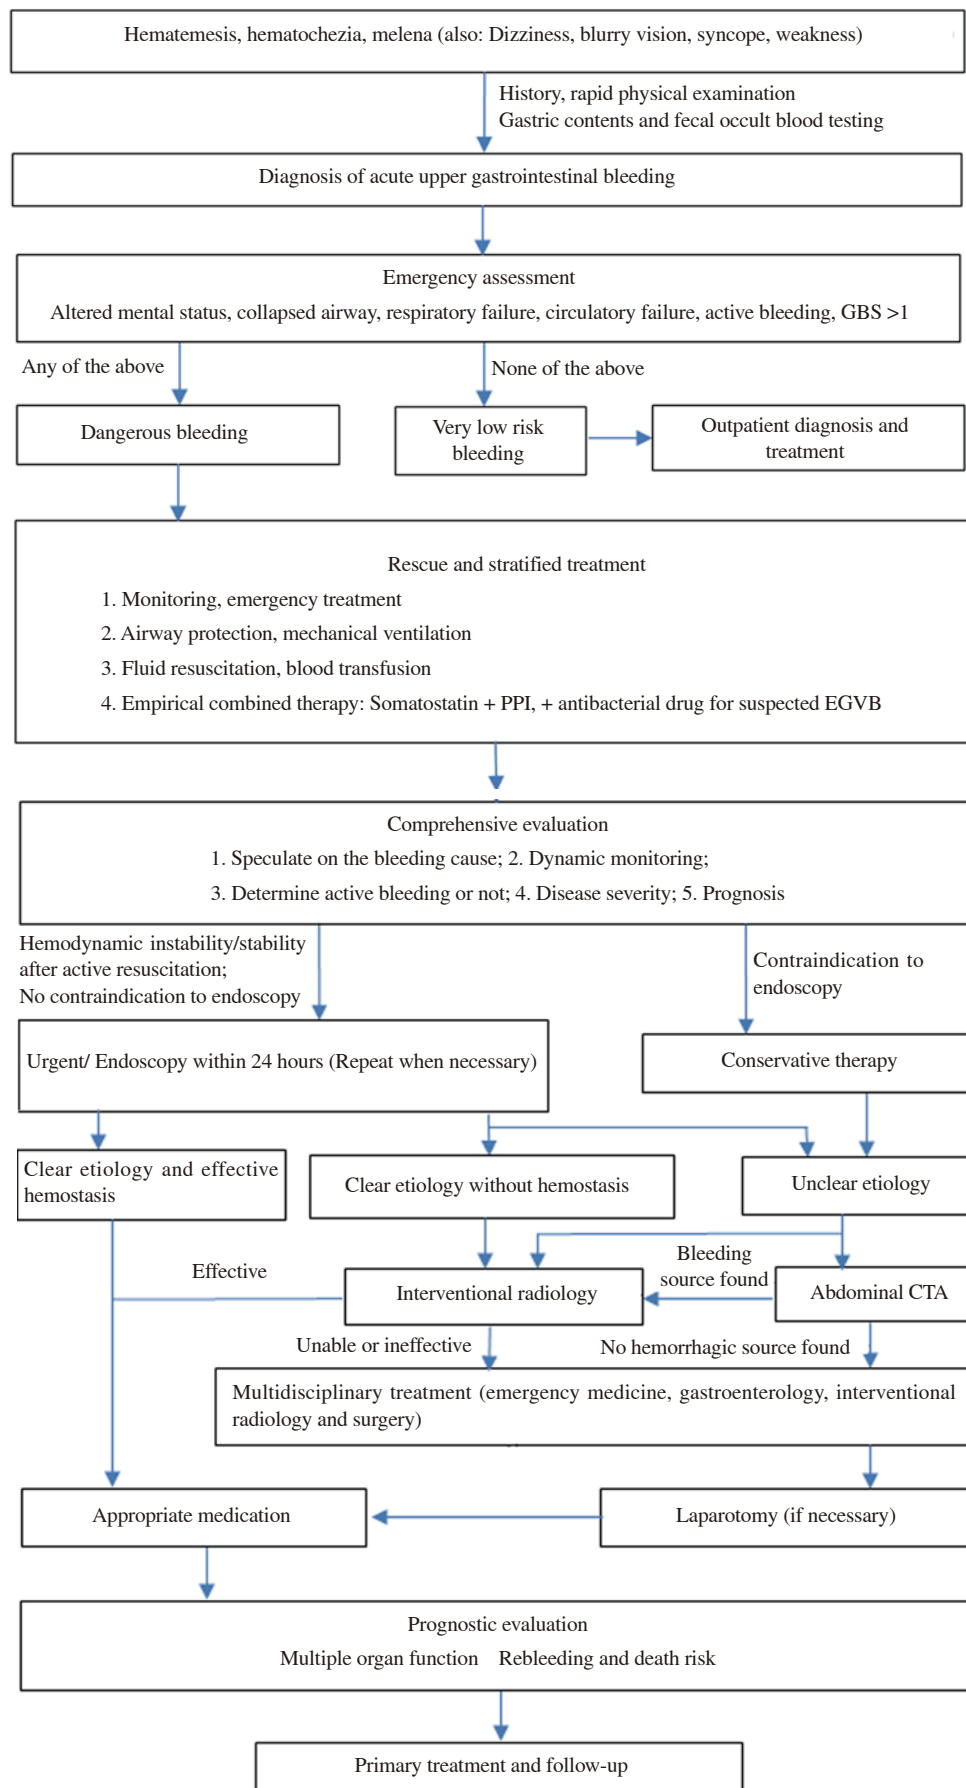 Hematemesis, hematochezia, melena (also: Dizziness, blurry vision, syncope, weakness)
History, rapid physical examination
Gastric contents and fecal occult blood testing
Diagnosis of acute upper gastrointestinal bleeding
Emergency assessment
Altered mental status, collapsed airway, respiratory failure, circulatory failure, active bleeding, GBS >1
Any of the above
None of the above
Dangerous bleeding
Very low risk
bleeding
Outpatient diagnosis and
treatment
Rescue and stratified treatment
1. Monitoring, emergency treatment
2. Airway protection, mechanical ventilation
3. Fluid resuscitation, blood transfusion
4. Empirical combined therapy: Somatostatin + PPI, + antibacterial drug for suspected EGVB
Comprehensive evaluation
1. Speculate on the bleeding cause; 2. Dynamic monitoring;
3. Determine active bleeding or not; 4. Disease severity; 5. Prognosis
Hemodynamic instability/stability
after active resuscitation;
No contraindication to endoscopy
Contraindication to
endoscopy
Urgent/ Endoscopy within 24 hours (Repeat when necessary)
Conservative therapy
Clear etiology and effective
hemostasis
Clear etiology without hemostasis
Unclear etiology
Effective
Bleeding
source found
Interventional radiology
Abdominal CTA
Unable or ineffective
No hemorrhagic source found
Multidisciplinary treatment (emergency medicine, gastroenterology, interventional
radiology and surgery)
Appropriate medication
Laparotomy (if necessary)
Prognostic evaluation
Multiple organ function Rebleeding and death risk
Primary treatment and follow-up